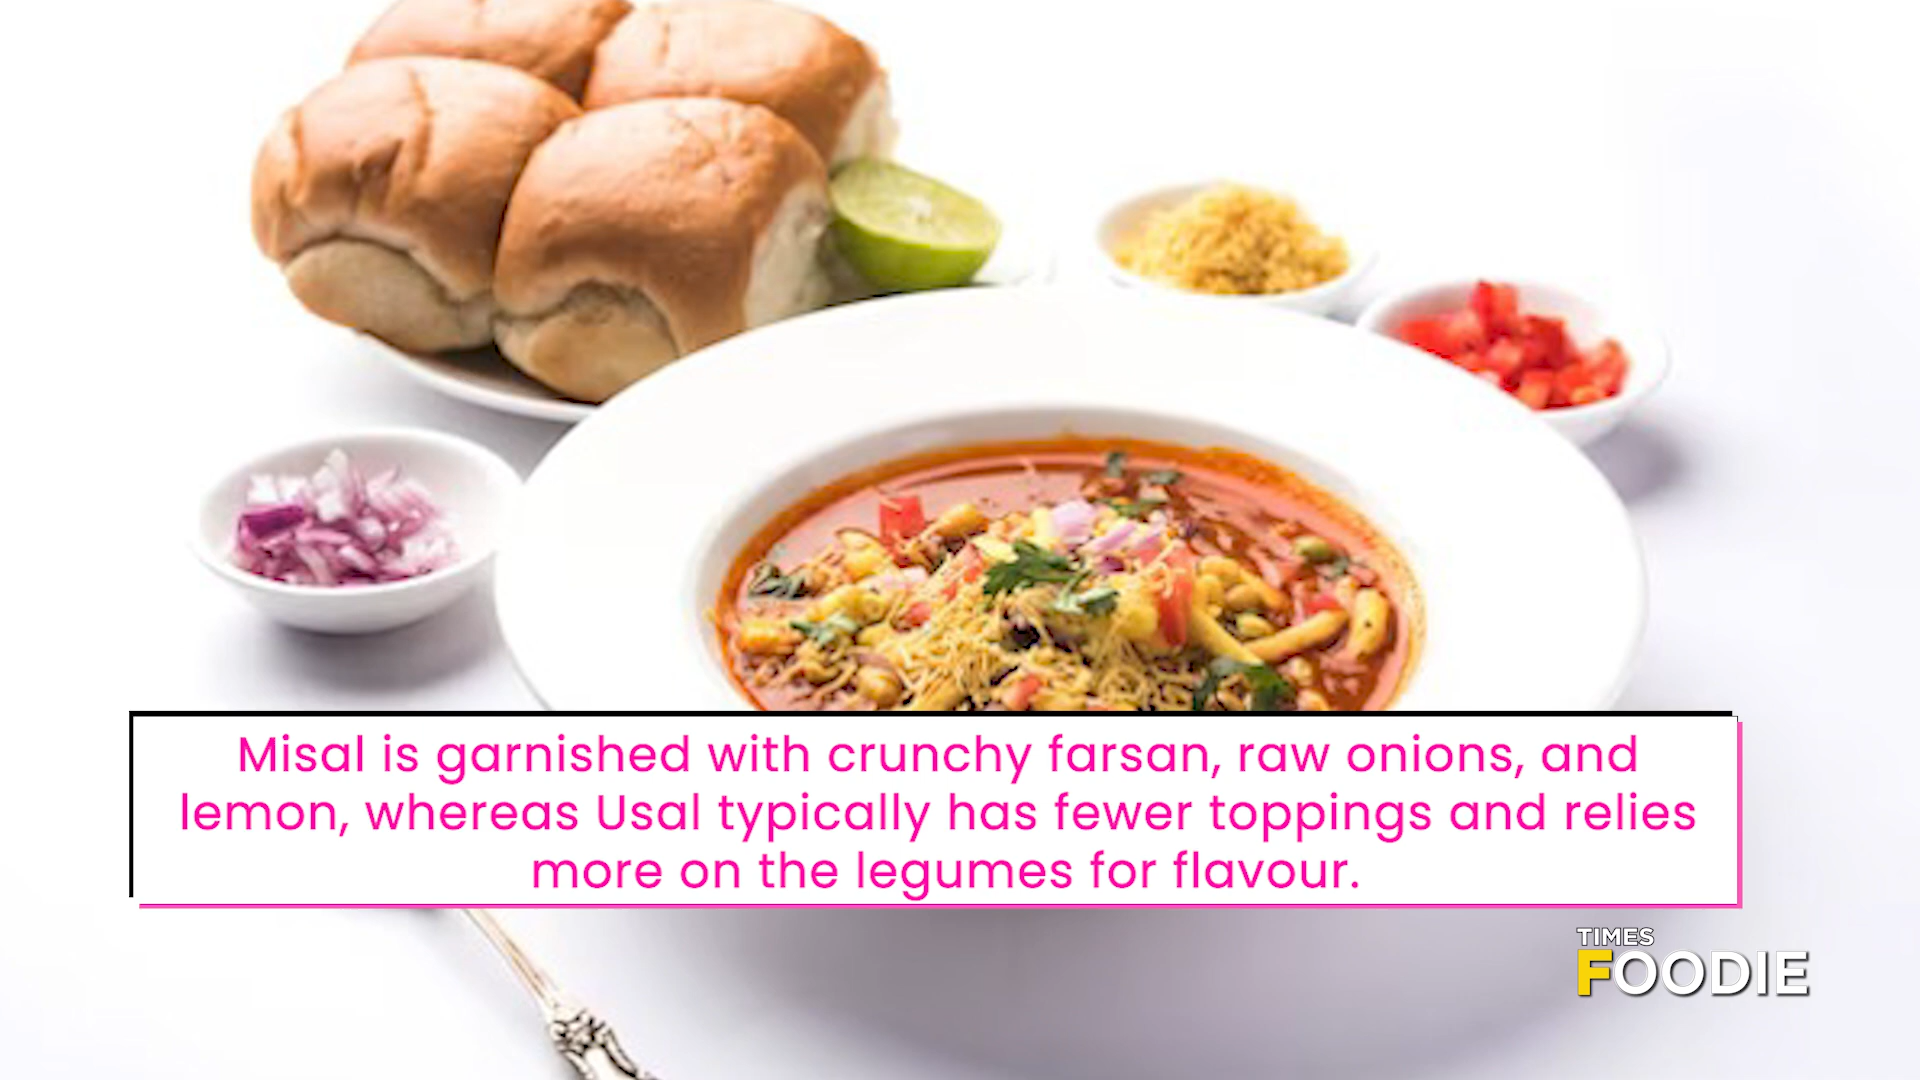 Misal is garnished with crunchy farsan, raw onions, and
lemon, whereas Usal typically has fewer toppings and relies
more on the legumes for flavour.
TIMES
FOODIE